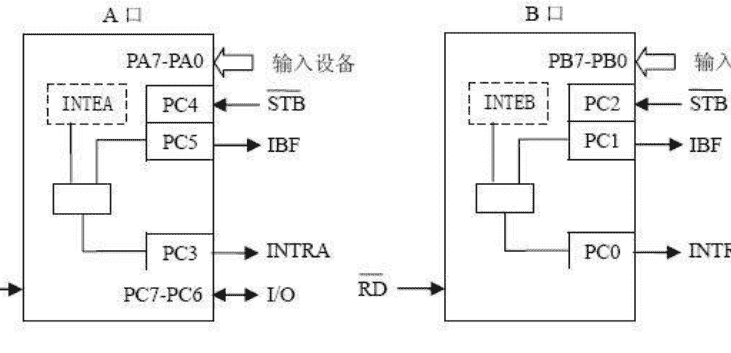 A 口
PA7-PA0
输入设备
INTEA
PC4
STB
PC5
IBF
PC3
INTRA
PC7-PC6
I/O
B 口
PB7-PB0
输入
INTEB
PC2
STB
PC1
IBF
PC0
INTR
RD